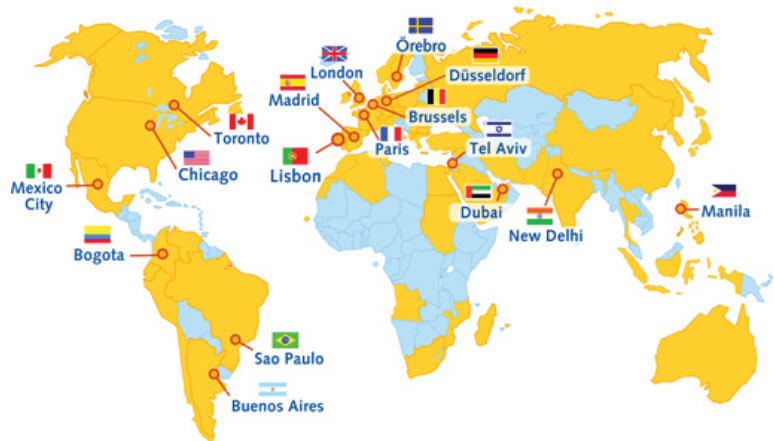 Örebro
London
Düsseldorf
Madrid
Brussels
Toronto
Paris
Tel Aviv
Chicago
Lisbon
Mexico
City
Dubai
Manila
New Delhi
Bogota
Sao Paulo
Buenos Aires